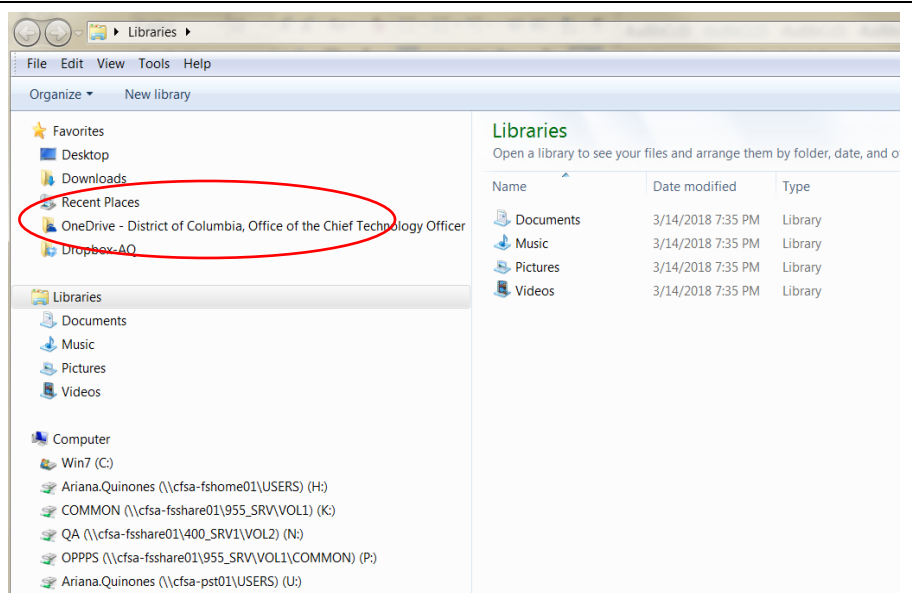 Libraries
File Edit View Tools Help
Organize New library
Favorites
Desktop
Downloads
Recent Places
OneDrive - District of Columbia, Office of the Chief Technology Officer
Dropbox-AQ
Libraries
Documents
Music
Pictures
Videos
Computer
Win7 (C:)
Ariana.Quinones (\\cfsa-fshome01\USERS) (H:)
COMMON (\\cfsa-fsshare01\955_SRV\VOL1) (K:)
QA (\\cfsa-fsshare01\400_SRV1\VOL2) (N:)
OPPPS (\\cfsa-fsshare01\955_SRV\VOL1\COMMON) (P:)
Ariana.Quinones (\\cfsa-pst01\USERS) (U:)
Libraries
Open a library to see your files and arrange them by folder, date, and o
Name Date modified Type
Documents 3/14/2018 7:35 PM Library
Music 3/14/2018 7:35 PM Library
Pictures 3/14/2018 7:35 PM Library
Videos 3/14/2018 7:35 PM Library